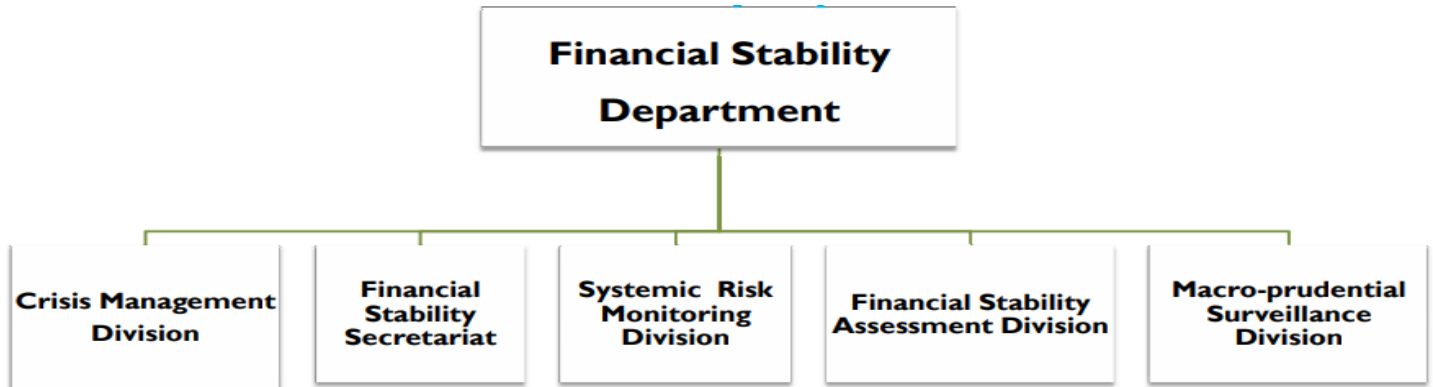 Financial Stability
Department
Crisis Management
Division
Financial
Stability
Secretariat
Systemic Risk
Monitoring
Division
Financial Stability
Assessment Division
Macro-prudential
Surveillance
Division